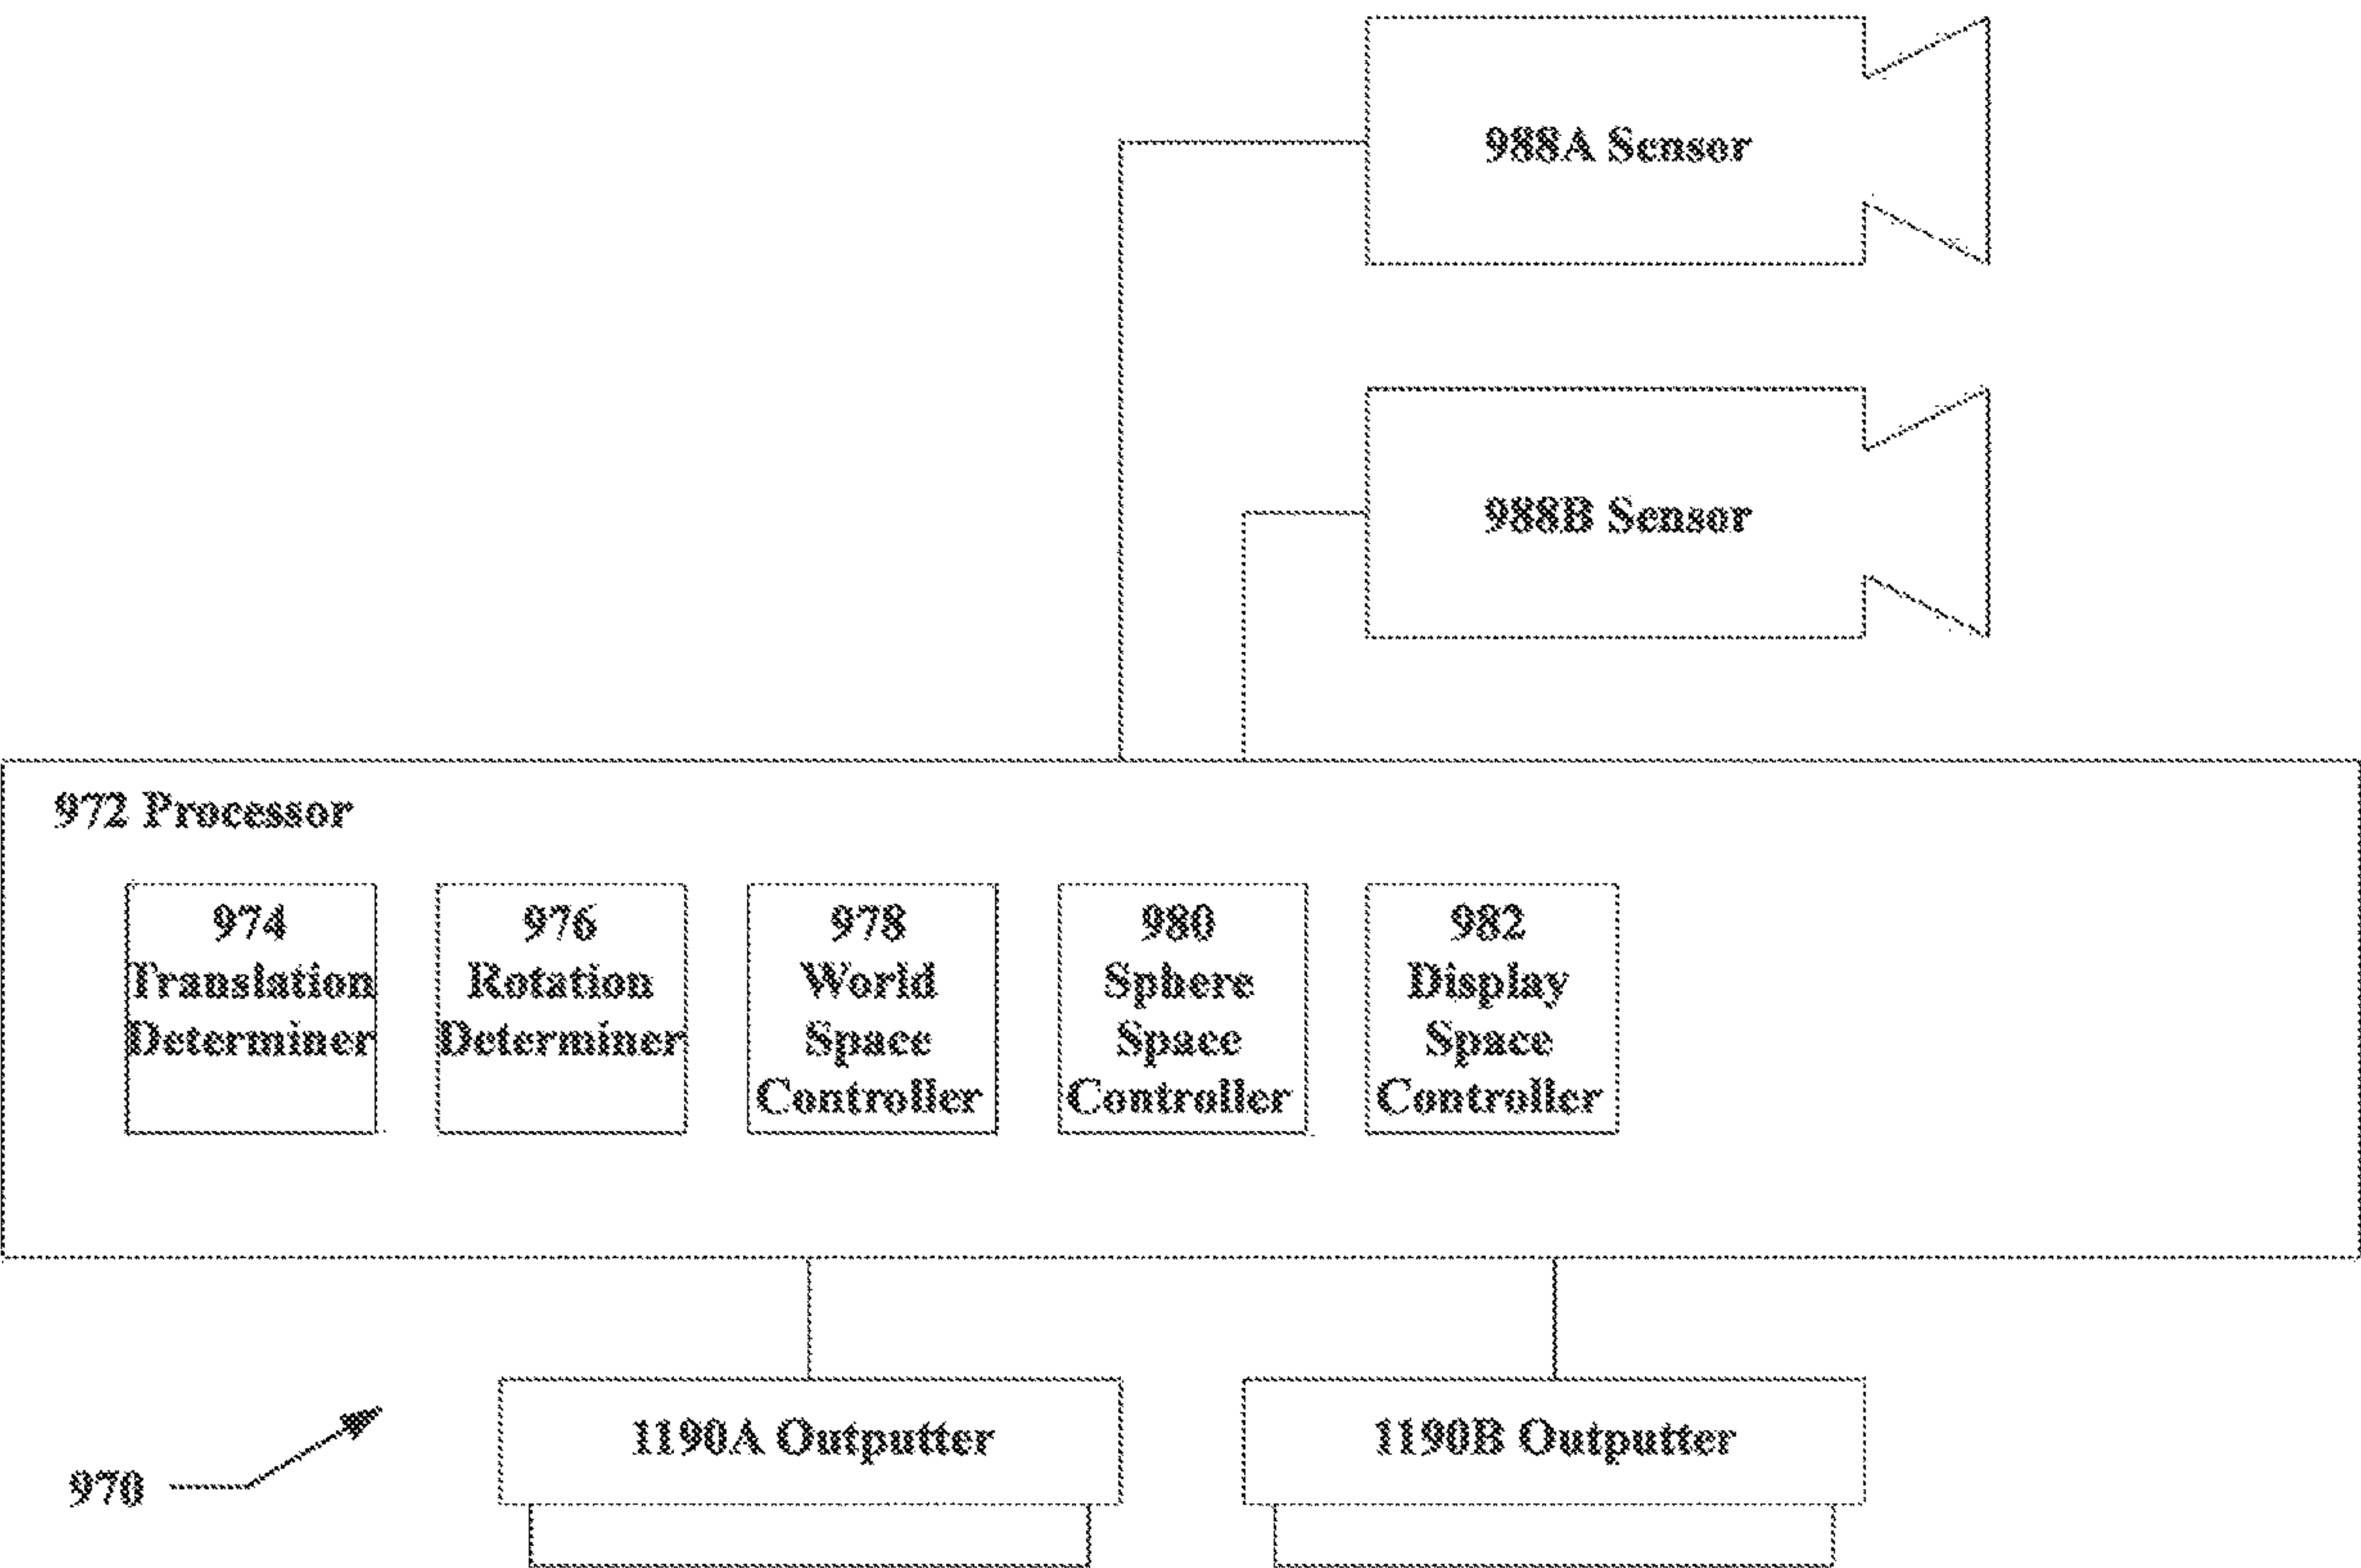 988A Sensor
988B Sensor
972 Processor
974
Translation
Determiner
976
Rotation
Determiner
978
World
Space
Controller
980
Sphere
Space
Controller
982
Display
Space
Controller
1190A Outputter
1190B Outputter
970